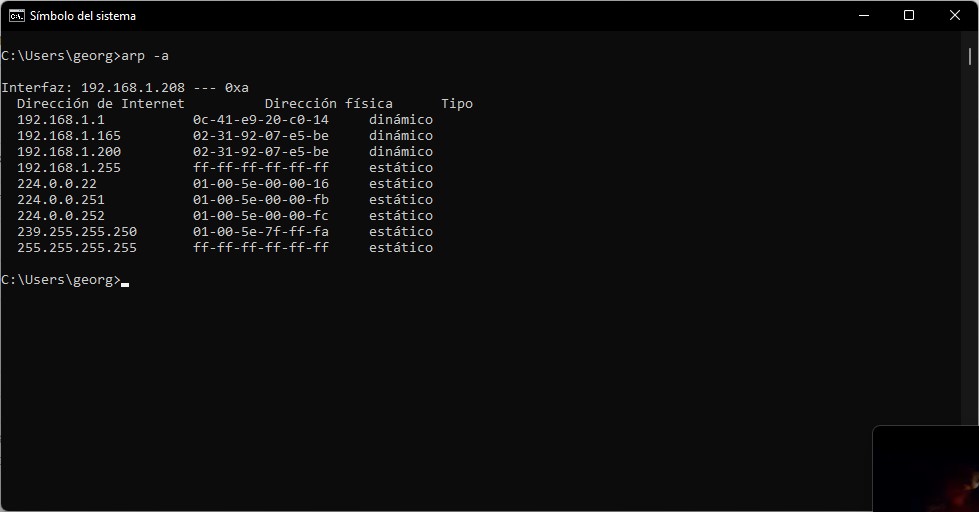 Símbolo del sistema
C:\Users\georg>arp -a
Interfaz: 192.168.1.208 --- 0xa
Dirección de Internet          Dirección física      Tipo
192.168.1.1           0c-41-e9-20-c0-14     dinámico
192.168.1.165         02-31-92-07-e5-be     dinámico
192.168.1.200         02-31-92-07-e5-be     dinámico
192.168.1.255         ff-ff-ff-ff-ff-ff     estático
224.0.0.22            01-00-5e-00-00-16     estático
224.0.0.251           01-00-5e-00-00-fb     estático
224.0.0.252           01-00-5e-00-00-fc     estático
239.255.255.250       01-00-5e-7f-ff-fa     estático
255.255.255.255       ff-ff-ff-ff-ff-ff     estático
C:\Users\georg>